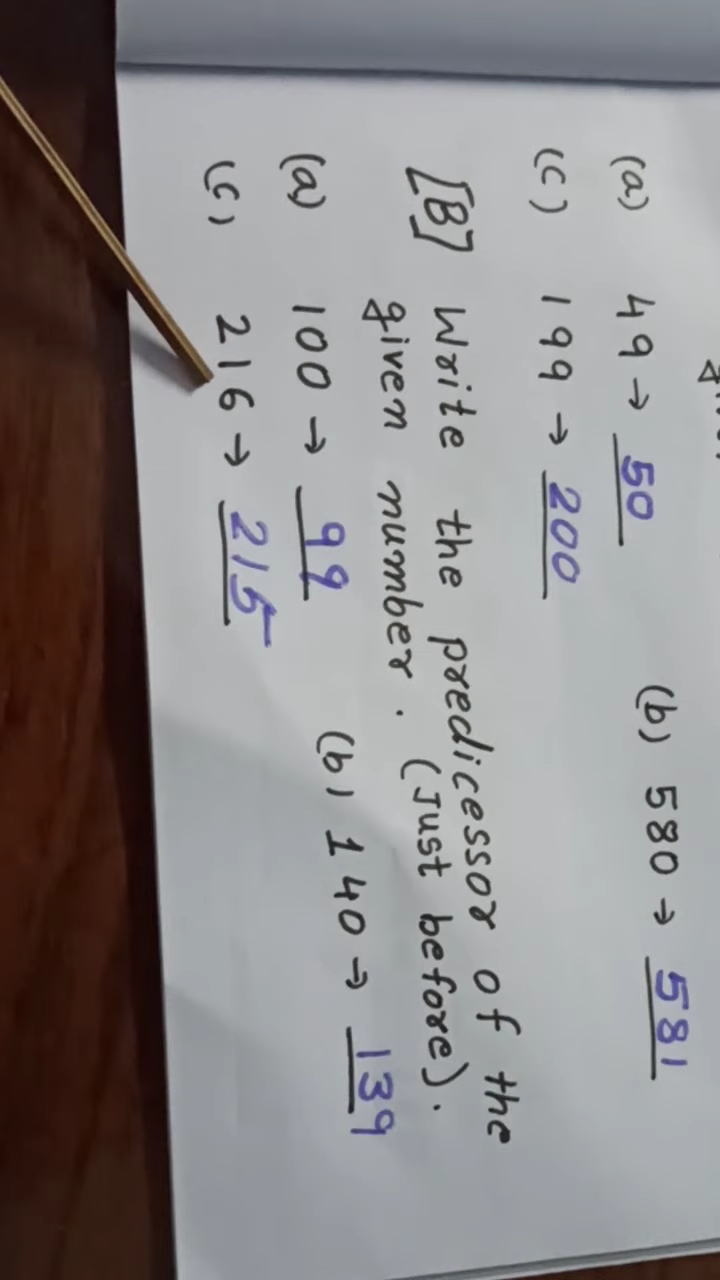 (a) 49 → 50 (b) 580 → 581
(c) 199 → 200
[B] Write the predicessor of the
given number. (Just before).
(a) 100 → 99 (b) 140 → 139
(c) 216 → 215